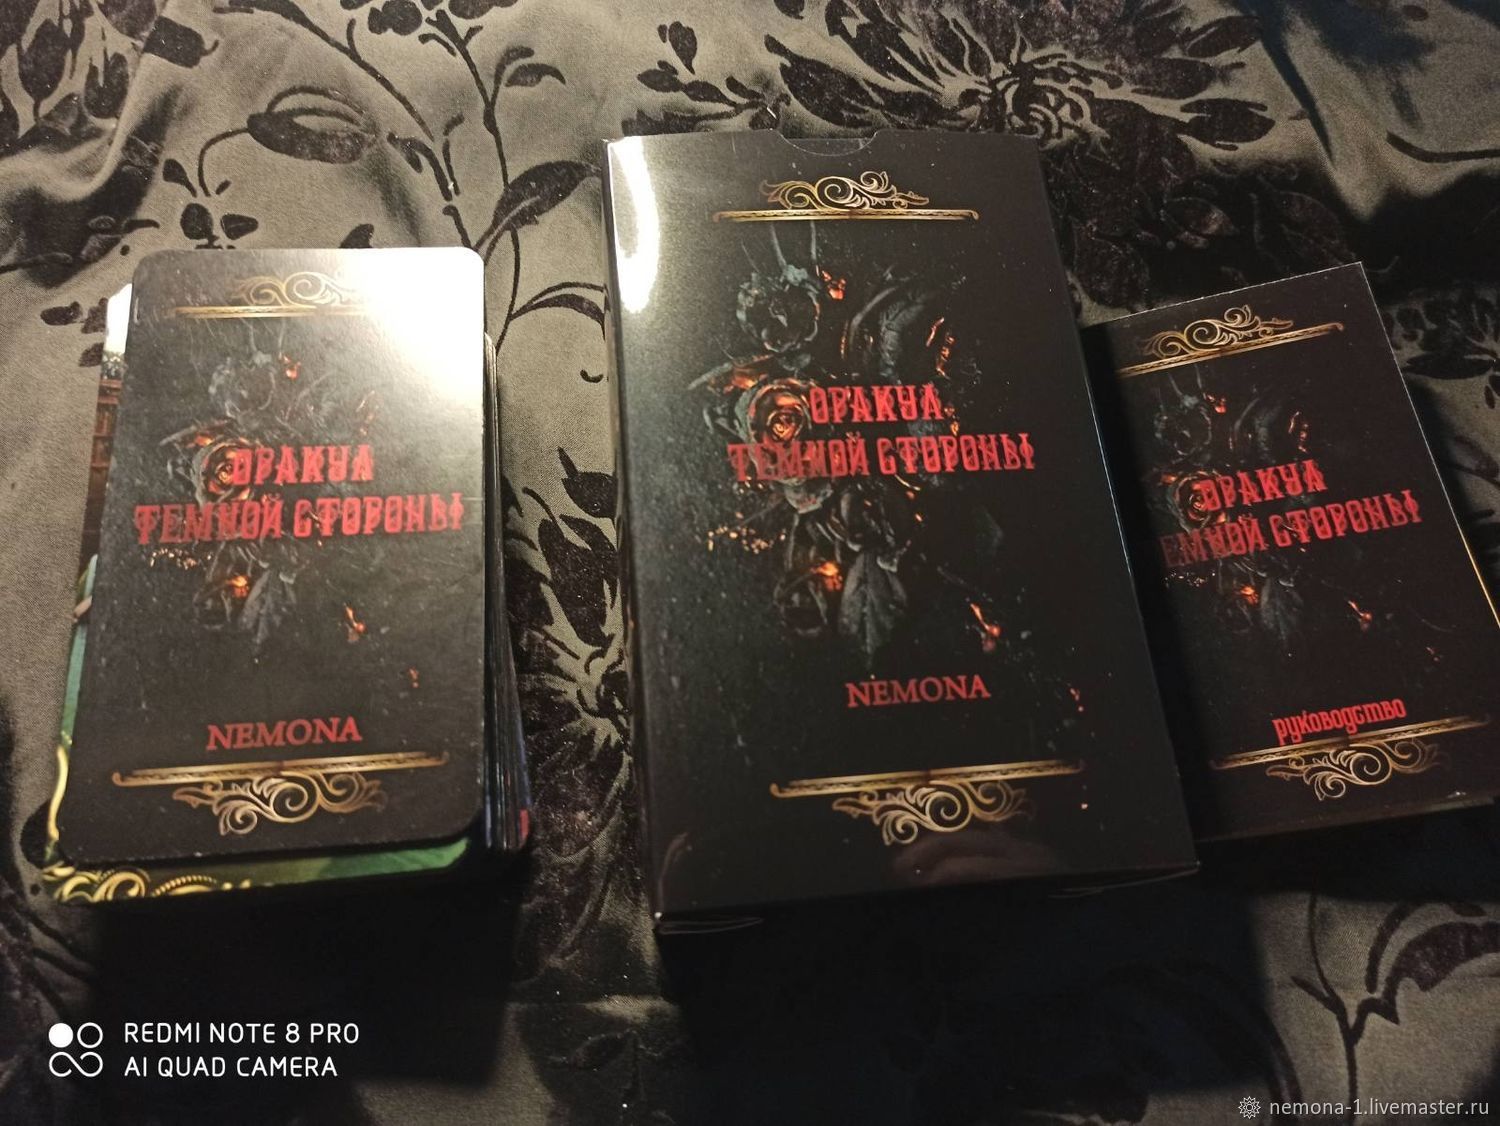 ОРАКУЛ
ТЕМНОЙ СТОРОНЫ
NEMONA
ОРАКУЛ
ТЕМНОЙ СТОРОНЫ
NEMONA
ОРАКУЛ
ЕМНОЙ СТОРОНЫ
руководство
REDMI NOTE 8 PRO
AI QUAD CAMERA
nemona-1.livemaster.ru